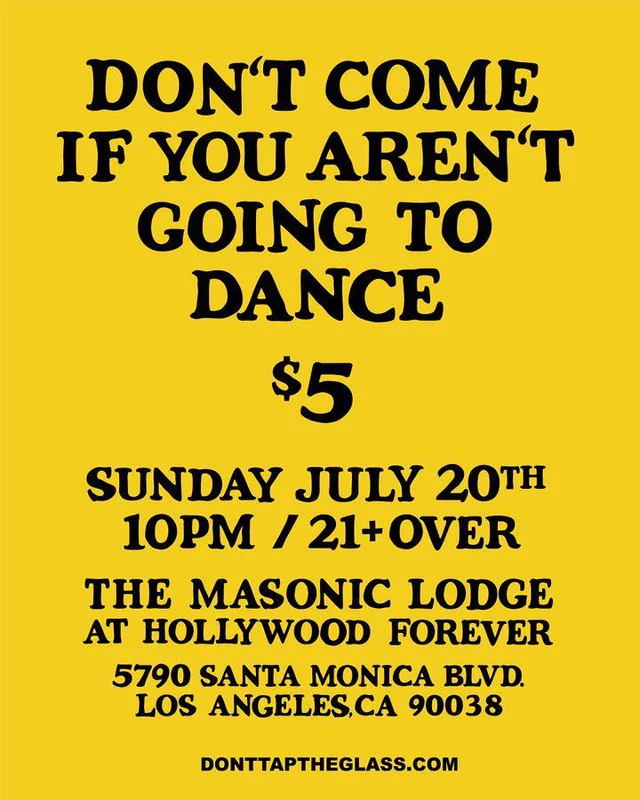 DON‘T COME
IF YOU AREN‘T
GOING TO
DANCE
$5
SUNDAY JULY 20TH
10PM / 21+OVER
THE MASONIC LODGE
AT HOLLYWOOD FOREVER
5790 SANTA MONICA BLVD.
LOS ANGELES,CA 90038
DONTTAPTHEGLASS.COM